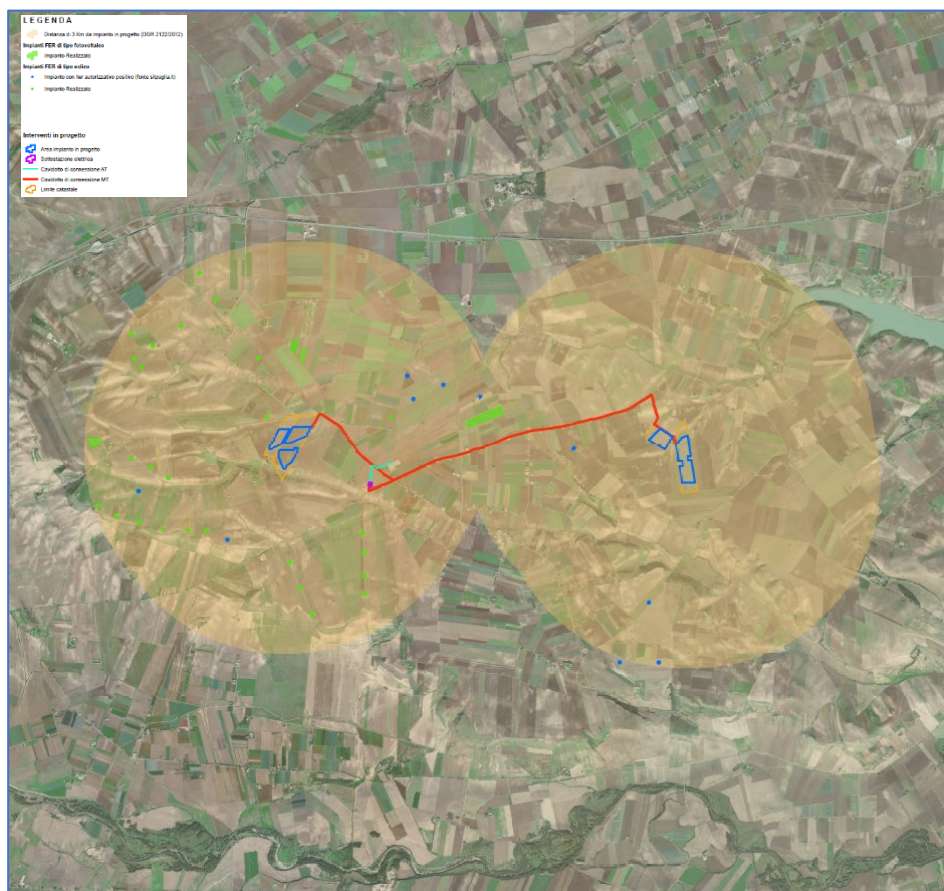 LEGENDA
Distanza di 3 Km da impianto in progetto (DGR 2122/2012)
Impianti FER di tipo fotovoltaico
Impianto Realizzato
Impianti FER di tipo eolico
Impianto con iter autorizzativo positivo (fonte sitpuglia.it)
Impianto Realizzato
Interventi in progetto
Area impianto in progetto
Sottostazione elettrica
Cavidotto di connessione AT
Cavidotto di connessione MT
Limite catastale